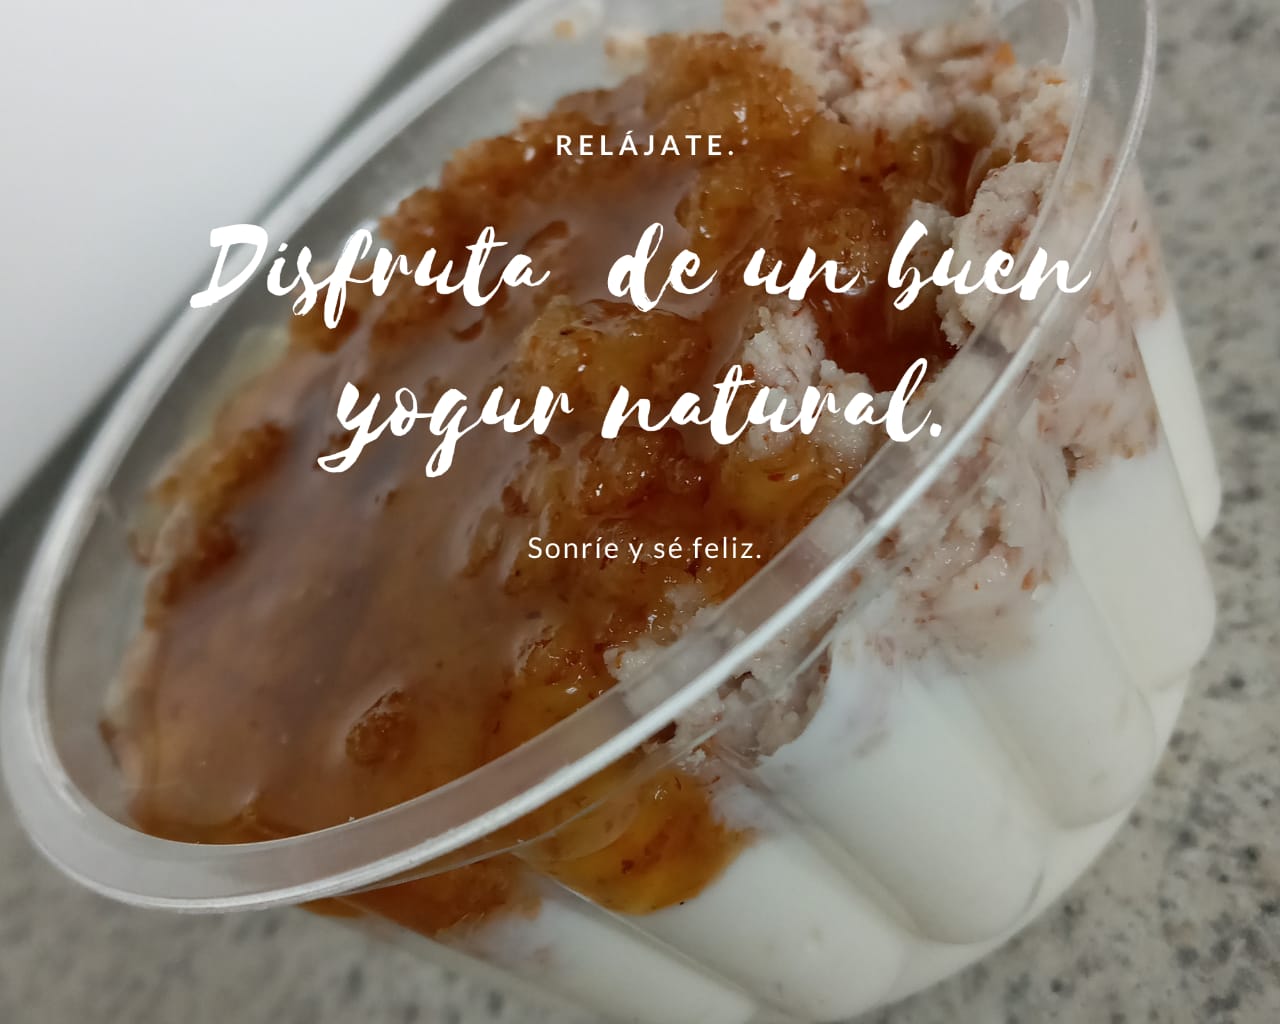 RELÁJATE.
Disfruta de un buen
yogur natural.
Sonríe y sé feliz.